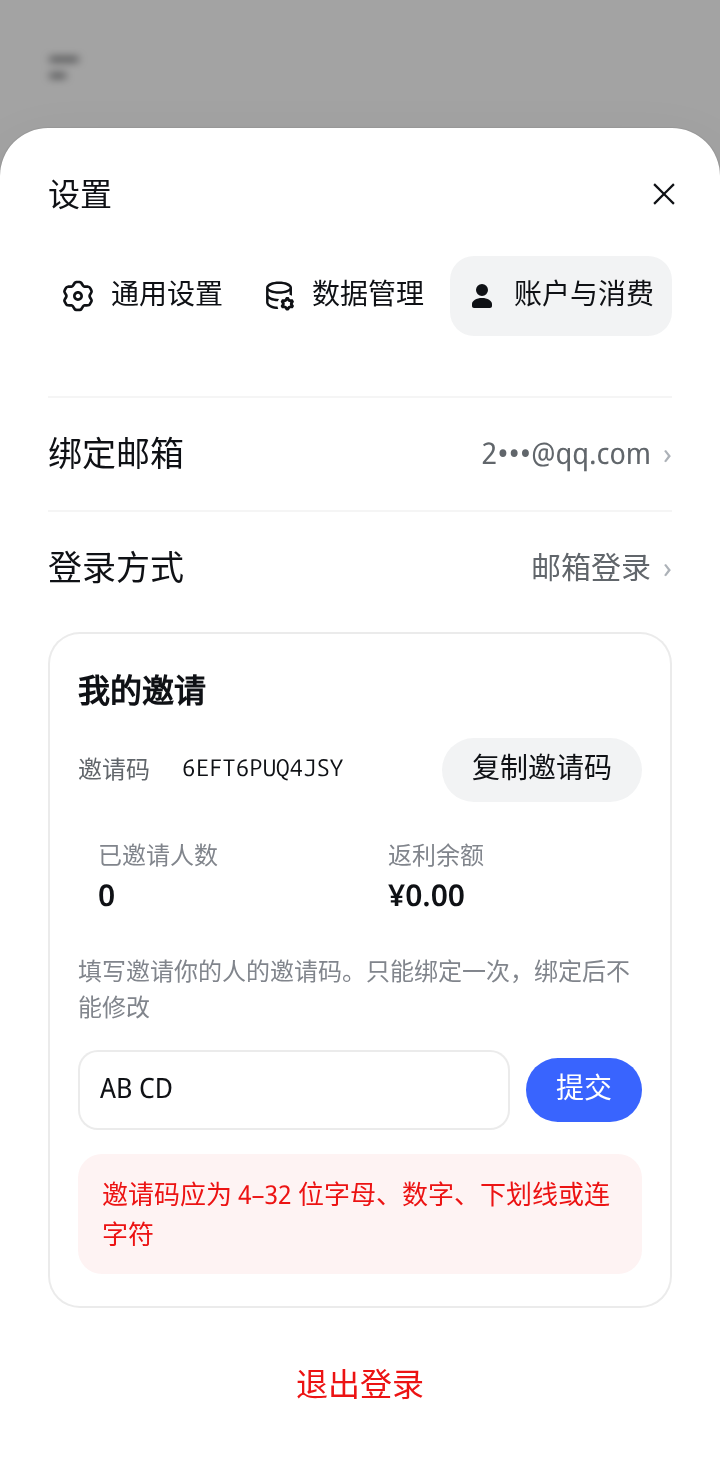 设置
通用设置 数据管理 账户与消费
绑定邮箱 2•••@qq.com ›
登录方式 邮箱登录 ›
我的邀请
邀请码 6EFT6PUQ4JSY 复制邀请码
已邀请人数 返利余额
0 ¥0.00
填写邀请你的人的邀请码。只能绑定一次，绑定后不
能修改
AB CD 提交
邀请码应为 4–32 位字母、数字、下划线或连
字符
退出登录